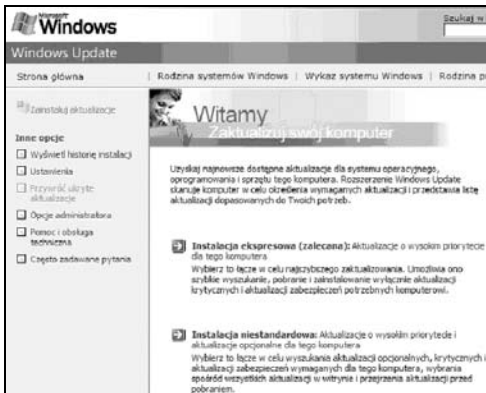 Microsoft
Windows
Szukaj w
Windows Update
Strona główna | Rodzina systemów Windows | Wykaz systemu Windows | Rodzina
Zainstaluj aktualizacje
Inne opcje
Wyświetl historię instalacji
Ustawienia
Przywróć ukryte
aktualizacje
Opcje administratora
Pomoc i obsługa
techniczna
Często zadawane pytania
Witamy
Zaktualizuj swój komputer
Uzyskaj najnowsze dostępne aktualizacje dla systemu operacyjnego,
oprogramowania i sprzętu tego komputera. Rozszerzenie Windows Update
skanuje komputer w celu określenia wymaganych aktualizacji i przedstawia listę
aktualizacji dopasowanych do Twoich potrzeb.
Instalacja ekspresowa (zalecana): Aktualizacje o wysokim priorytecie
dla tego komputera
Wybierz to łącze w celu najszybszego zaktualizowania. Umożliwia ono
szybkie wyszukanie, pobranie i zainstalowanie wyłącznie aktualizacji
krytycznych i aktualizacji zabezpieczeń potrzebnych komputerowi.
Instalacja niestandardowa: Aktualizacje o wysokim priorytecie i
aktualizacje opcjonalne dla tego komputera
Wybierz to łącze w celu wyszukania aktualizacji opcjonalnych, krytycznych i
aktualizacji zabezpieczeń wymaganych dla tego komputera, wybrania
spośród wszystkich aktualizacji w witrynie i przejrzenia aktualizacji przed
pobraniem.